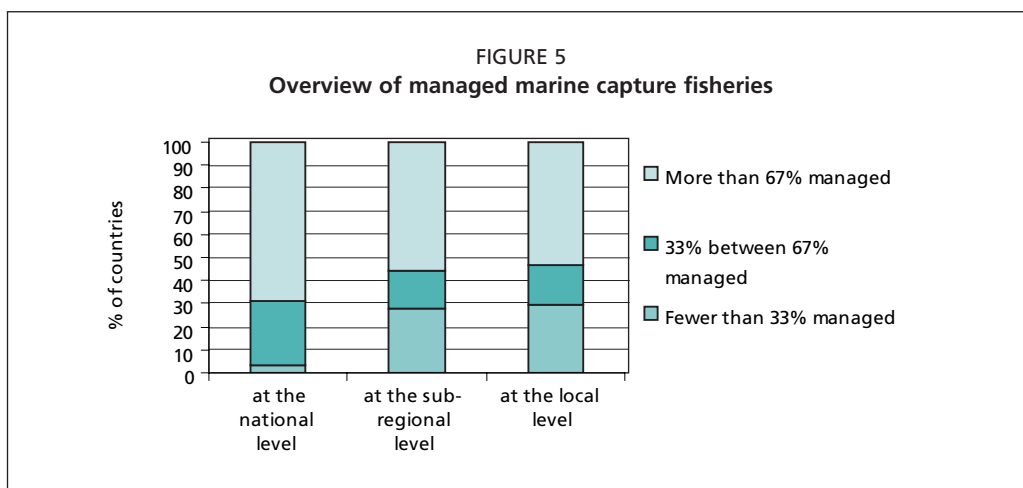 FIGURE 5
Overview of managed marine capture fisheries
% of countries
100
90
80
70
60
50
40
30
20
10
0
at the
national
level
at the sub-
regional
level
at the local
level
More than 67% managed
33% between 67%
managed
Fewer than 33% managed